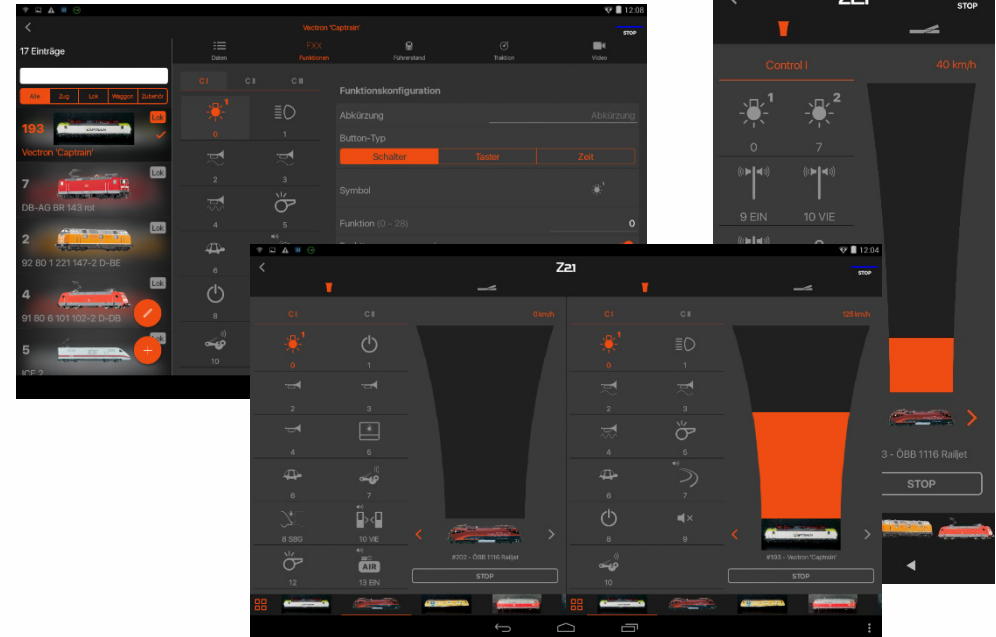 12:08
Vectron 'Captrain'
STOP
17 Einträge
Daten
FXX
Funktionen
Führerstand
Traktion
Video
Alle Zug Lok Waggon Zubehör
C I C II C III
Funktionskonfiguration
Abkürzung Abkürzung
Button-Typ
Schalter Taster Zeit
Symbol
Funktion (0 – 28) 0
193 Lok
Vectron 'Captrain'
7 Lok
DB-AG BR 143 rot
2 Lok
92 80 1 221 147-2 D-BE
4 Lok
91 80 6 101 102-2 D-DB
5
ICE 2
1
0 1
2 3
4 5
6
8
10
Z21
STOP
Control I 40 km/h
1 2
0 7
9 EIN 10 VIE
3 - ÖBB 1116 Railjet
STOP
12:04
Z21
STOP
C I C II 0 km/h
1
0 1
2 3
4 5
6 7
8 SBG 10 VIE
AIR
12 13 EIN
#202 - ÖBB 1116 Railjet
STOP
C I C II 125 km/h
1
0 1
2 3
4 5
6 7
8 9
10
CAPTRAIN
#193 - Vectron 'Captrain'
STOP